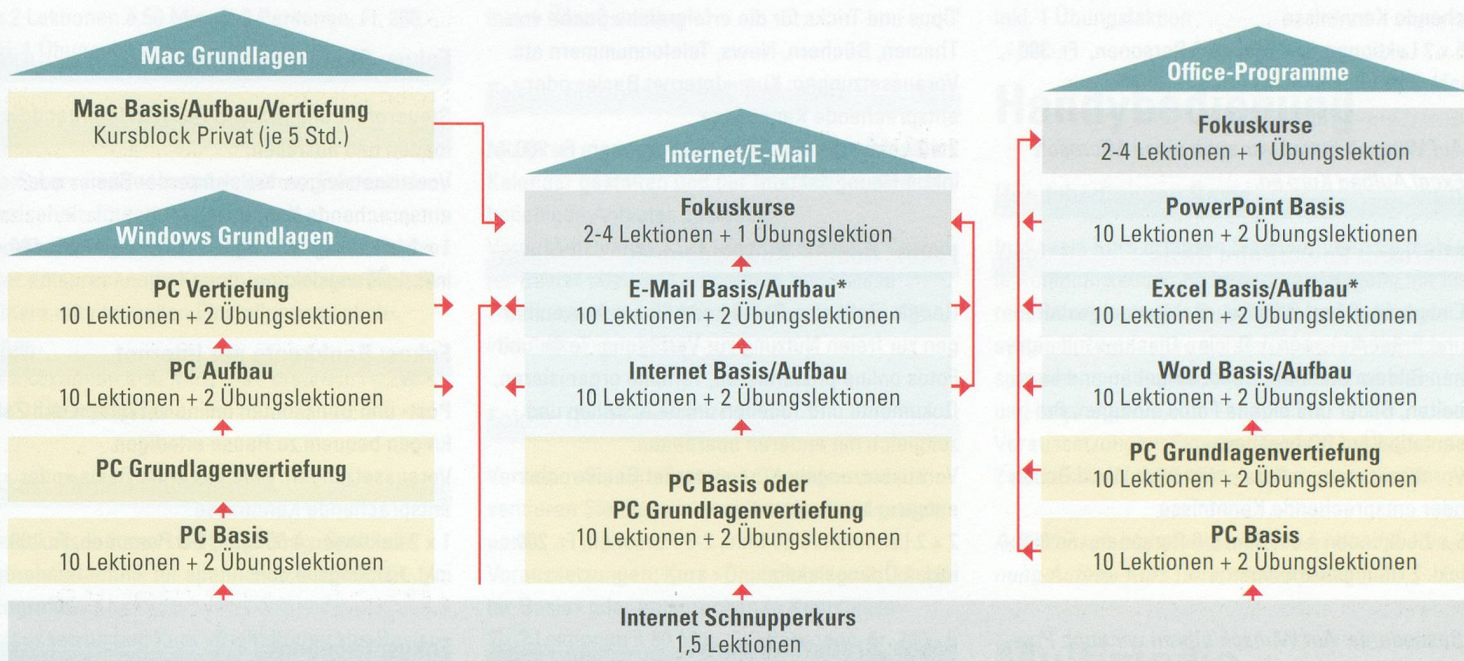 Mac Grundlagen
Mac Basis/Aufbau/Vertiefung
Kursblock Privat (je 5 Std.)
Windows Grundlagen
PC Vertiefung
10 Lektionen + 2 Übungslektionen
PC Aufbau
10 Lektionen + 2 Übungslektionen
PC Grundlagenvertiefung
PC Basis
10 Lektionen + 2 Übungslektionen
Internet/E-Mail
Fokuskurse
2-4 Lektionen + 1 Übungslektion
E-Mail Basis/Aufbau*
10 Lektionen + 2 Übungslektionen
Internet Basis/Aufbau
10 Lektionen + 2 Übungslektionen
PC Basis oder
PC Grundlagenvertiefung
10 Lektionen + 2 Übungslektionen
Office-Programme
Fokuskurse
2-4 Lektionen + 1 Übungslektion
PowerPoint Basis
10 Lektionen + 2 Übungslektionen
Excel Basis/Aufbau*
10 Lektionen + 2 Übungslektionen
Word Basis/Aufbau
10 Lektionen + 2 Übungslektionen
PC Grundlagenvertiefung
10 Lektionen + 2 Übungslektionen
PC Basis
10 Lektionen + 2 Übungslektionen
Internet Schnupperkurs
1,5 Lektionen